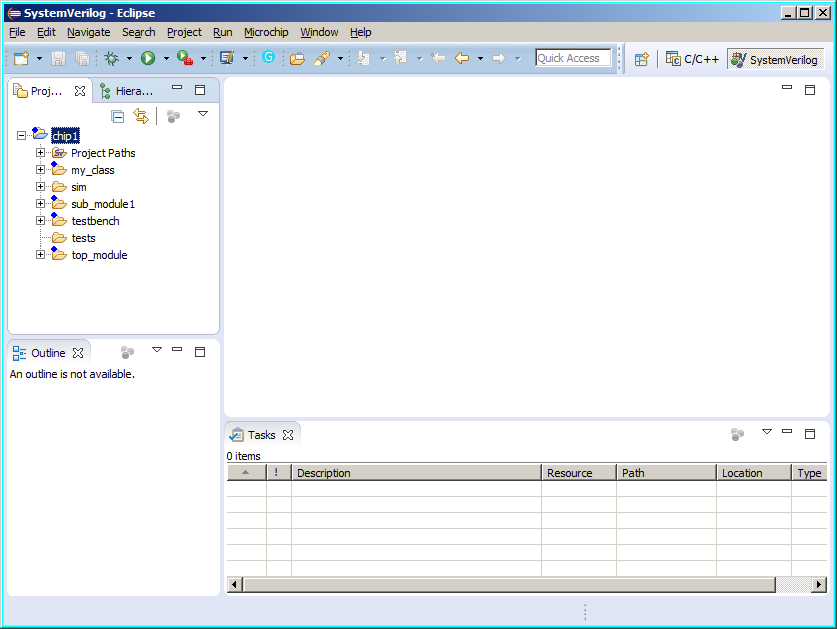 SystemVerilog - Eclipse
File Edit Navigate Search Project Run Microchip Window Help
G Quick Access C/C++ SystemVerilog
Proj... Hiera...
chip1
SV Project Paths
my_class
sim
sub_module1
testbench
tests
top_module
Outline
An outline is not available.
Tasks
0 items
! Description Resource Path Location Type